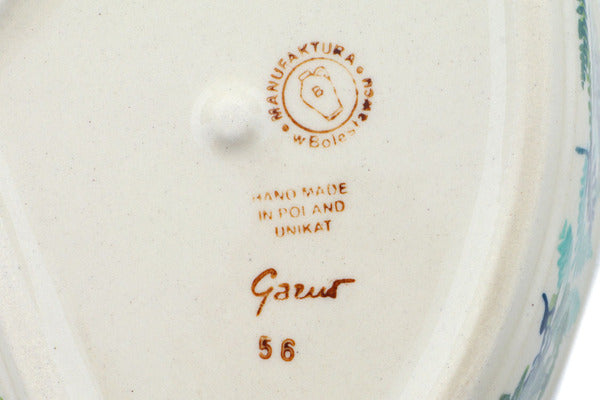 MANUFAKTURA
w Boles
B
HAND MADE
IN POLAND
UNIKAT
56